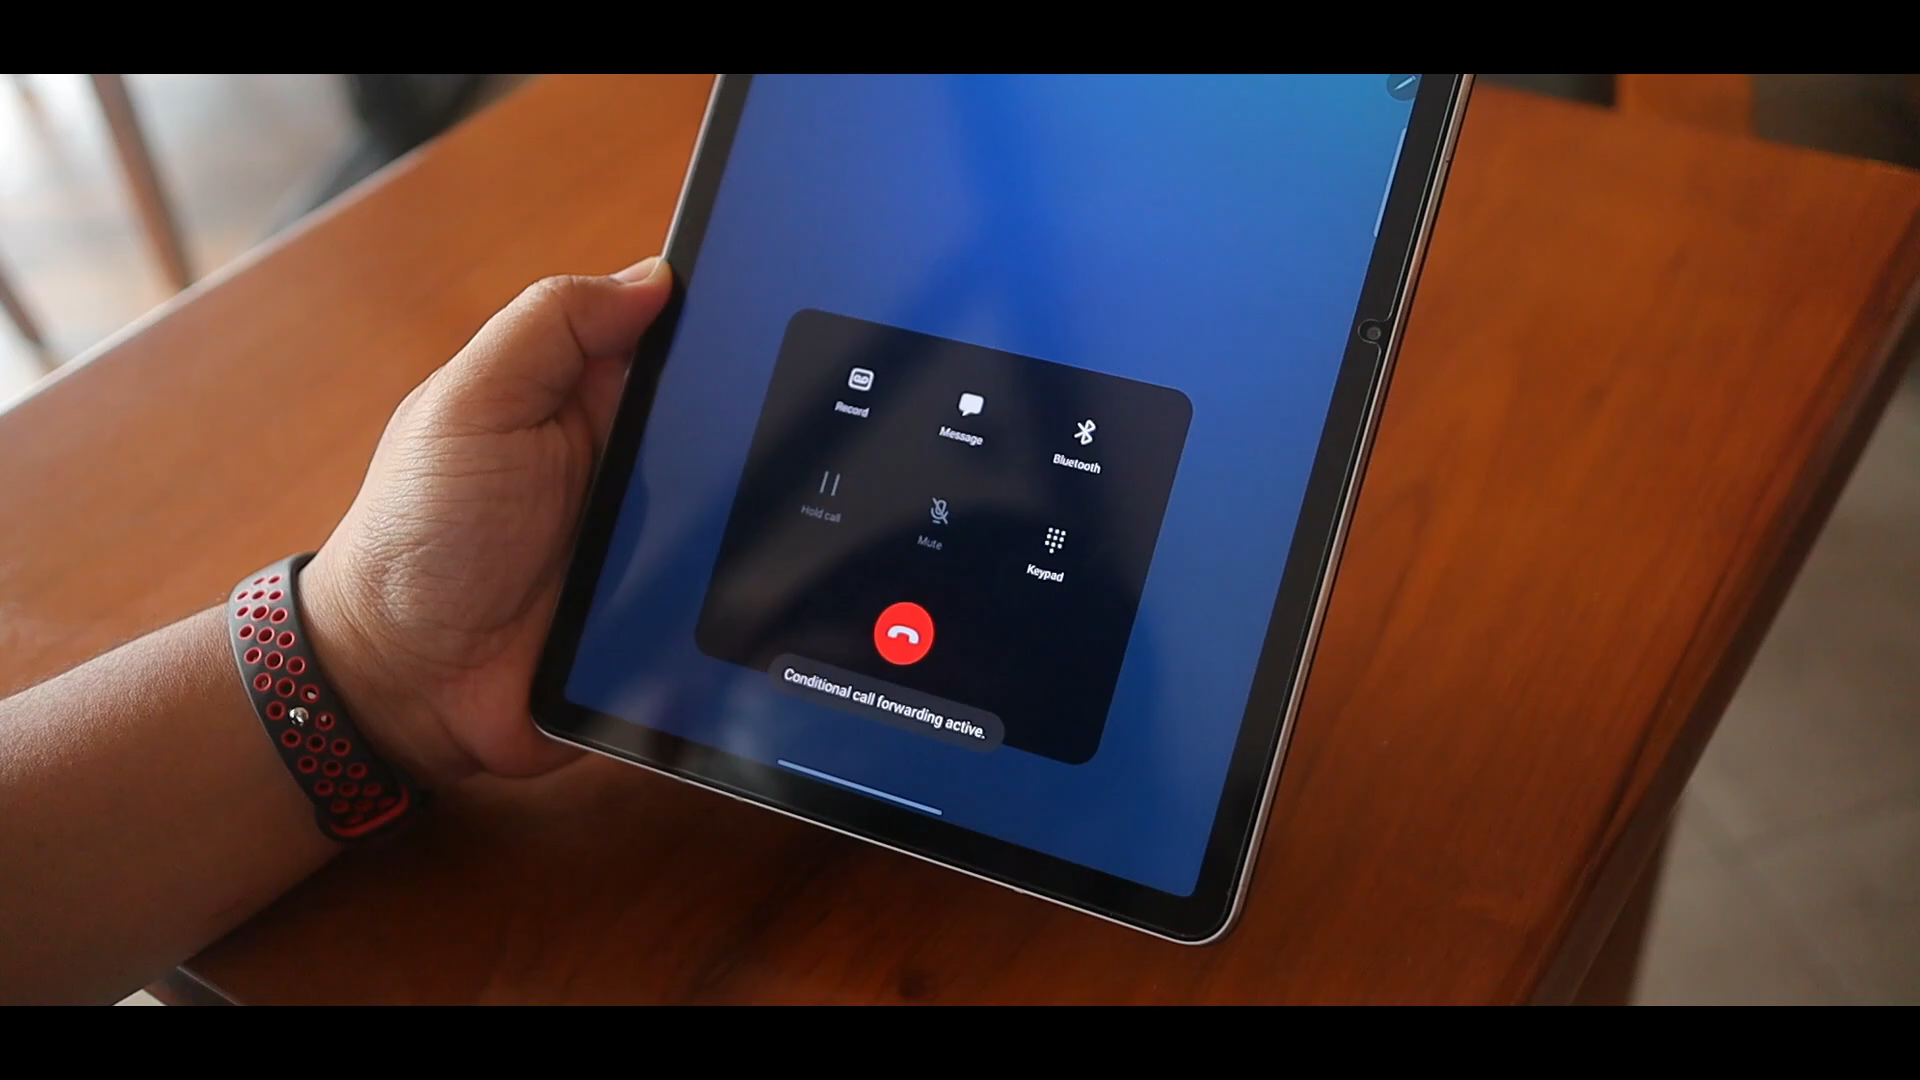 Record
Message
Bluetooth
Hold call
Mute
Keypad
Conditional call forwarding active.